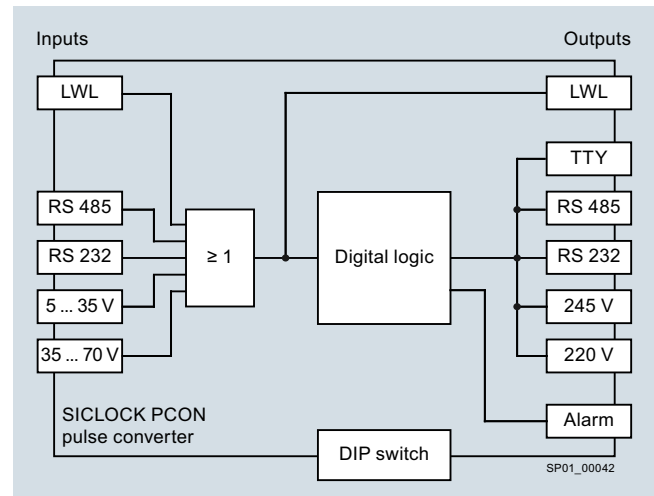 Inputs
Outputs
LWL
LWL
TTY
RS 485
RS 485
RS 232
≥ 1
Digital logic
RS 232
5 ... 35 V
245 V
35 ... 70 V
220 V
SICLOCK PCON
pulse converter
Alarm
DIP switch
SP01_00042